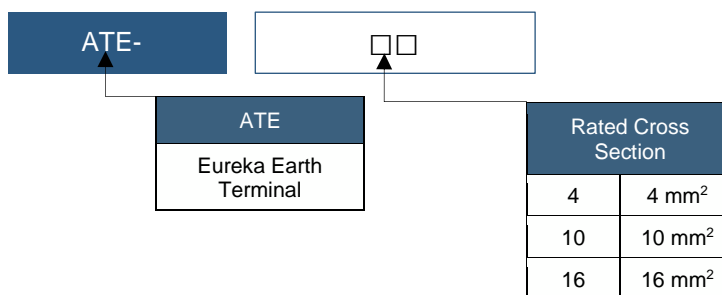 ATE-
□□
ATE
Eureka Earth
Terminal
Rated Cross
Section
4 4 mm²
10 10 mm²
16 16 mm²